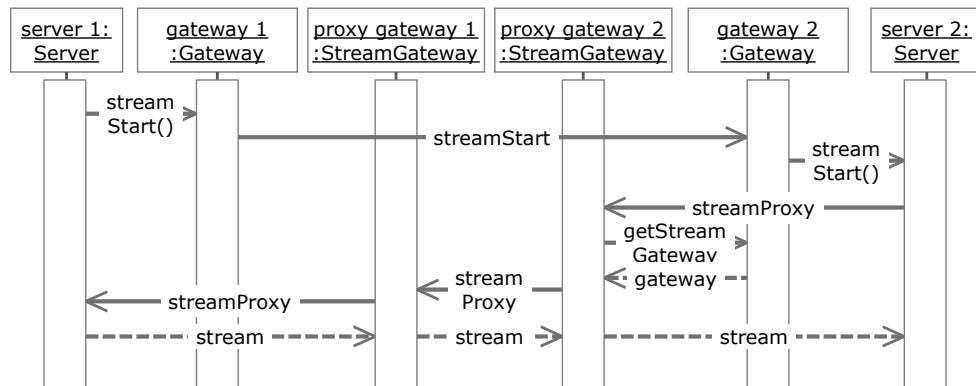 server 1:
Server
gateway 1
:Gateway
proxy gateway 1
:StreamGateway
proxy gateway 2
:StreamGateway
gateway 2
:Gateway
server 2:
Server
stream
Start()
streamStart
stream
Start()
streamProxy
getStream
Gateway
gateway
stream
Proxy
streamProxy
stream
stream
stream